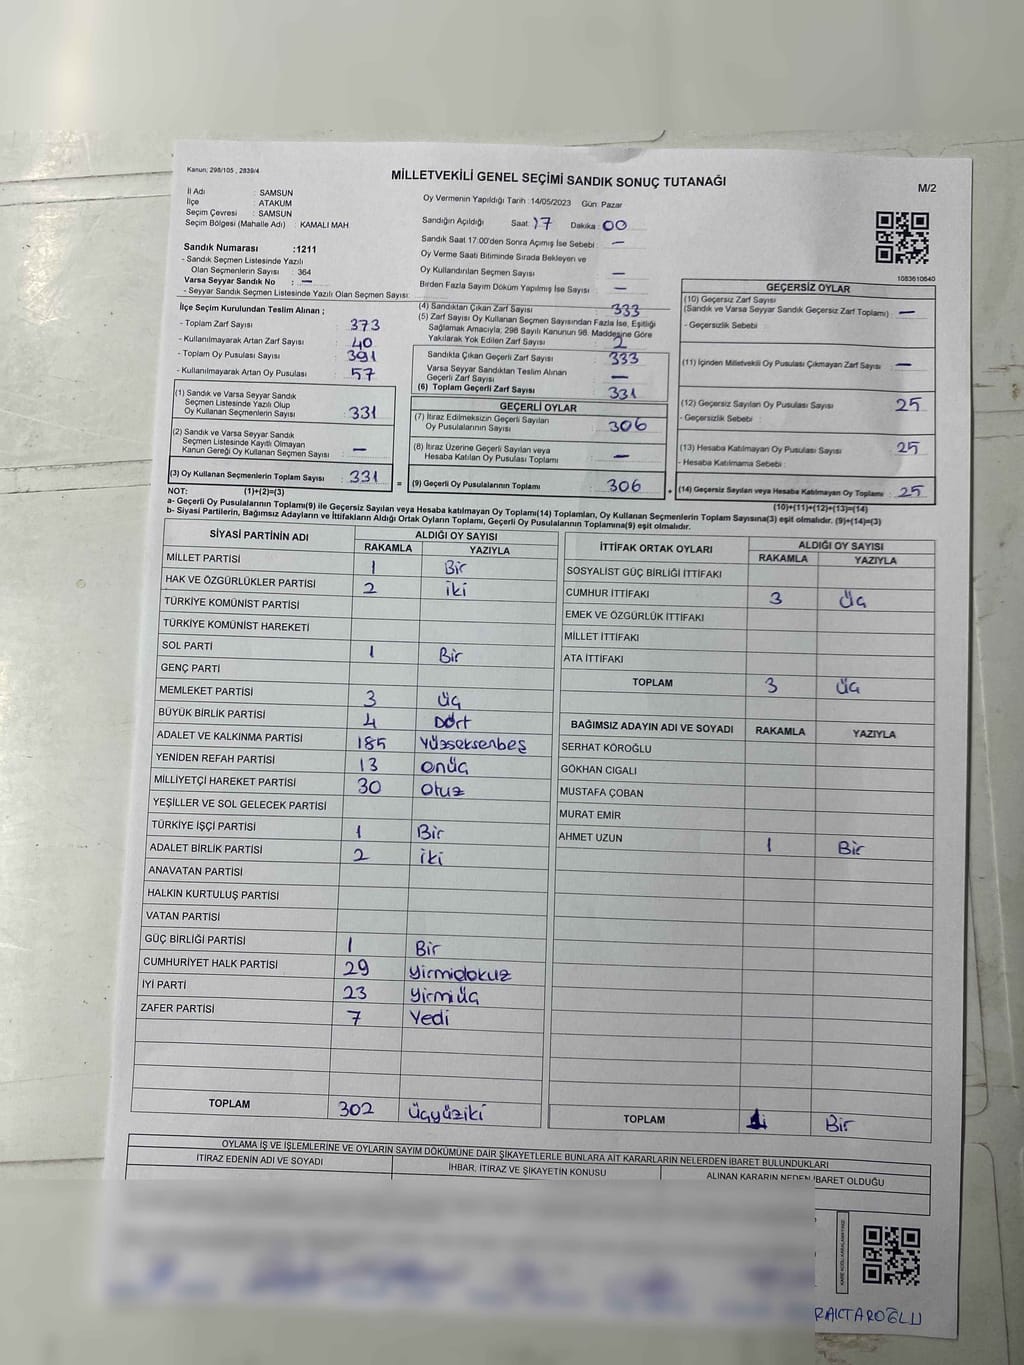 Kanun: 298/105 , 2839/4
MİLLETVEKİLİ GENEL SEÇİMİ SANDIK SONUÇ TUTANAĞI
M/2
İl Adı : SAMSUN
İlçe : ATAKUM
Seçim Çevresi : SAMSUN
Seçim Bölgesi (Mahalle Adı) : KAMALI MAH
Oy Vermenin Yapıldığı Tarih : 14/05/2023 Gün: Pazar
Sandığın Açıldığı Saat: 17 Dakika: 00
Sandık Saat 17:00'den Sonra Açımış İse Sebebi : —
Oy Verme Saati Bitiminde Sırada Bekleyen ve
Oy Kullandırılan Seçmen Sayısı : —
Birden Fazla Sayım Döküm Yapılmış İse Sayısı : —
Sandık Numarası :1211
- Sandık Seçmen Listesinde Yazılı
Olan Seçmenlerin Sayısı : 364
Varsa Seyyar Sandık No : —
- Seyyar Sandık Seçmen Listesinde Yazılı Olan Seçmen Sayısı:
1083610640
İlçe Seçim Kurulundan Teslim Alınan ;
- Toplam Zarf Sayısı : 373
- Kullanılmayarak Artan Zarf Sayısı : 40
- Toplam Oy Pusulası Sayısı : 391
- Kullanılmayarak Artan Oy Pusulası : 57
(1) Sandık ve Varsa Seyyar Sandık
Seçmen Listesinde Yazılı Olup
Oy Kullanan Seçmenlerin Sayısı : 331
(2) Sandık ve Varsa Seyyar Sandık
Seçmen Listesinde Kayıtlı Olmayan
Kanun Gereği Oy Kullanan Seçmen Sayısı : —
(3) Oy Kullanan Seçmenlerin Toplam Sayısı : 331
(1)+(2)=(3)
(4) Sandıktan Çıkan Zarf Sayısı : 333
(5) Zarf Sayısı Oy Kullanan Seçmen Sayısından Fazla İse, Eşitliği
Sağlamak Amacıyla; 298 Sayılı Kanunun 98. Maddesine Göre
Yakılarak Yok Edilen Zarf Sayısı : 2
Sandıkla Çıkan Geçerli Zarf Sayısı : 333
Varsa Seyyar Sandıktan Teslim Alınan
Geçerli Zarf Sayısı : —
(6) Toplam Geçerli Zarf Sayısı : 331
GEÇERLİ OYLAR
(7) İtiraz Edilmeksizin Geçerli Sayılan
Oy Pusulalarının Sayısı : 306
(8) İtiraz Üzerine Geçerli Sayılan veya
Hesaba Katılan Oy Pusulası Toplamı : —
= (9) Geçerli Oy Pusulalarının Toplamı : 306
GEÇERSİZ OYLAR
(10) Geçersiz Zarf Sayısı
(Sandık ve Varsa Seyyar Sandık Geçersiz Zarf Toplamı) : —
- Geçersizlik Sebebi :
(11) İçinden Milletvekili Oy Pusulası Çıkmayan Zarf Sayısı : —
(12) Geçersiz Sayılan Oy Pusulası Sayısı : 25
- Geçersizlik Sebebi :
(13) Hesaba Katılmayan Oy Pusulası Sayısı : 25
- Hesaba Katılmama Sebebi :
+ (14) Geçersiz Sayılan veya Hesaba Katılmayan Oy Toplamı : 25
(10)+(11)+(12)+(13)=(14)
NOT:
a- Geçerli Oy Pusulaları Toplamı(9) ile Geçersiz Sayılan veya Hesaba katılmayan Oy Toplamı(14) Toplamları, Oy Kullanan Seçmenlerin Toplam Sayısına(3) eşit olmalıdır. (9)+(14)=(3)
b- Siyasi Partilerin, Bağımsız Adayların ve İttifakların Aldığı Ortak Oyların Toplamı, Geçerli Oy Pusulalarının Toplamına(9) eşit olmalıdır.
SİYASİ PARTİNİN ADI ALDIĞI OY SAYISI
RAKAMLA YAZIYLA
MİLLET PARTİSİ 1 Bir
HAK VE ÖZGÜRLÜKLER PARTİSİ 2 iki
TÜRKİYE KOMÜNİST PARTİSİ
TÜRKİYE KOMÜNİST HAREKETİ
SOL PARTİ 1 Bir
GENÇ PARTİ
MEMLEKET PARTİSİ 3 üç
BÜYÜK BİRLİK PARTİSİ 4 Dört
ADALET VE KALKINMA PARTİSİ 185 Yüzseksenbeş
YENİDEN REFAH PARTİSİ 13 onüç
MİLLİYETÇİ HAREKET PARTİSİ 30 otuz
YEŞİLLER VE SOL GELECEK PARTİSİ
TÜRKİYE İŞÇİ PARTİSİ 1 Bir
ADALET BİRLİK PARTİSİ 2 iki
ANAVATAN PARTİSİ
HALKIN KURTULUŞ PARTİSİ
VATAN PARTİSİ
GÜÇ BİRLİĞİ PARTİSİ 1 Bir
CUMHURİYET HALK PARTİSİ 29 yirmidokuz
İYİ PARTİ 23 yirmiüç
ZAFER PARTİSİ 7 Yedi
TOPLAM 302 üçyüziki
İTTİFAK ORTAK OYLARI ALDIĞI OY SAYISI
RAKAMLA YAZIYLA
SOSYALİST GÜÇ BİRLİĞİ İTTİFAKI
CUMHUR İTTİFAKI 3 üç
EMEK VE ÖZGÜRLÜK İTTİFAKI
MİLLET İTTİFAKI
ATA İTTİFAKI
TOPLAM 3 üç
BAĞIMSIZ ADAYIN ADI VE SOYADI RAKAMLA YAZIYLA
SERHAT KÖROĞLU
GÖKHAN CIGALI
MUSTAFA ÇOBAN
MURAT EMİR
AHMET UZUN 1 Bir
TOPLAM 1 Bir
OYLAMA İŞ VE İŞLEMLERİNE VE OYLARIN SAYIM DÖKÜMÜNE DAİR ŞİKAYETLERLE BUNLARA AİT KARARLARIN NELERDEN İBARET BULUNDUKLARI
İTİRAZ EDENİN ADI VE SOYADI İHBAR, İTİRAZ VE ŞİKAYETİN KONUSU ALINAN KARARIN NEDEN İBARET OLDUĞU
RAKTAROĞLU